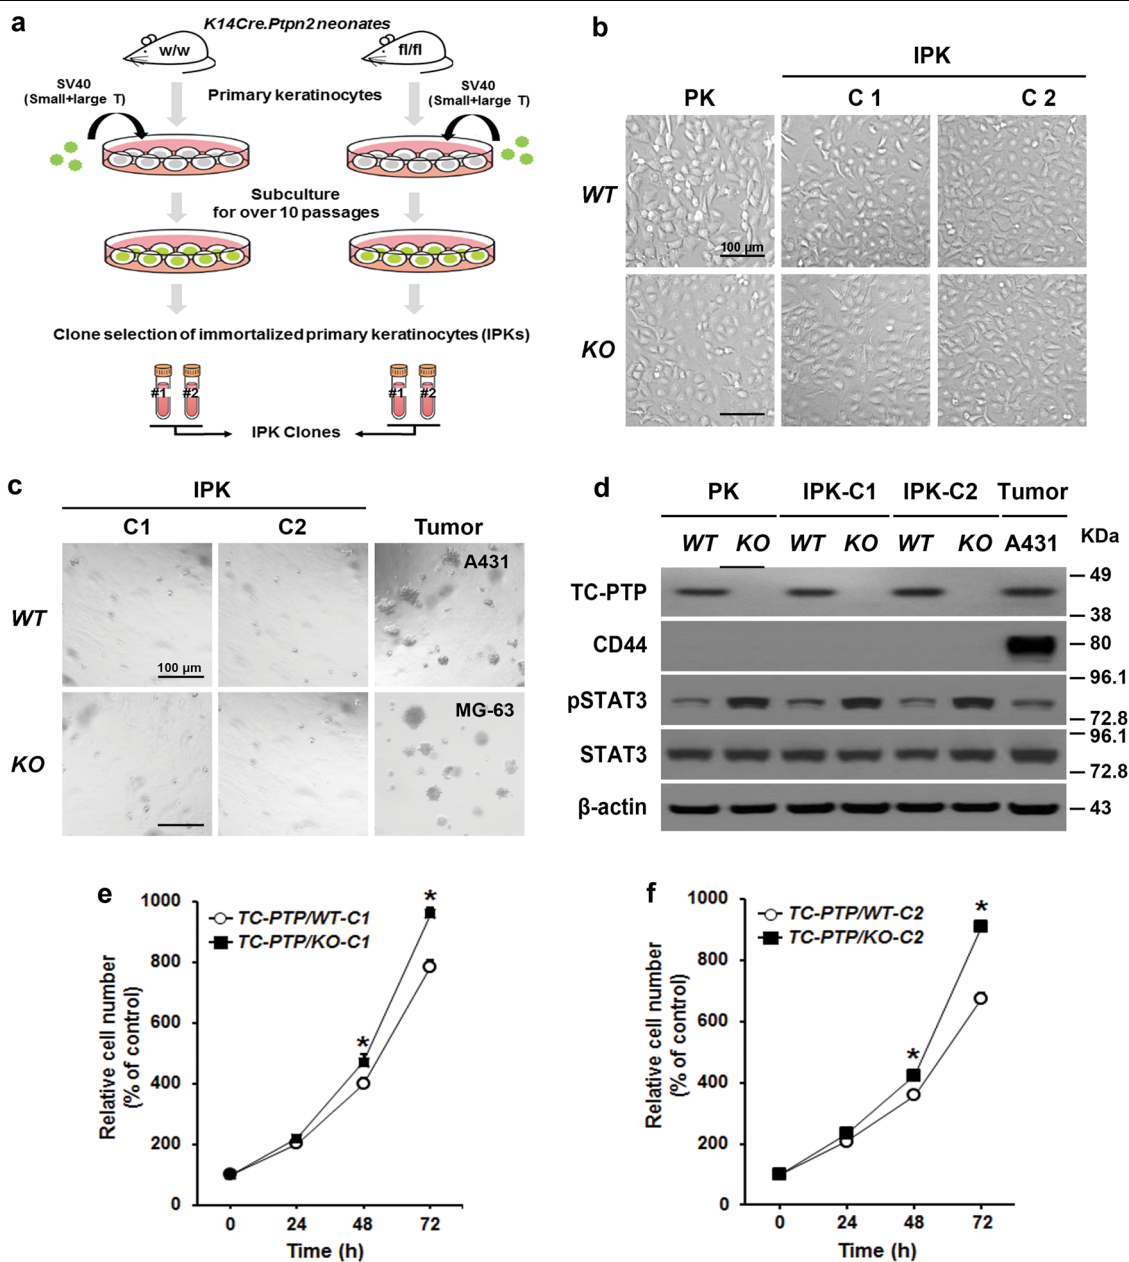 a
K14Cre.Ptpn2 neonates
w/w
fl/fl
SV40
(Small+large T)
Primary keratinocytes
SV40
(Small+large T)
Subculture
for over 10 passages
Clone selection of immortalized primary keratinocytes (IPKs)
#1 #2
#1 #2
IPK Clones
b
IPK
PK C 1 C 2
WT
100 µm
KO
c
IPK
C1 C2 Tumor
WT
100 µm
A431
KO
MG-63
d
PK IPK-C1 IPK-C2 Tumor
WT KO WT KO WT KO A431 KDa
TC-PTP
49
38
CD44
80
pSTAT3
96.1
72.8
STAT3
96.1
72.8
β-actin
43
e
Relative cell number
(% of control)
1000
800
600
400
200
0
TC-PTP/WT-C1
TC-PTP/KO-C1
*
*
0 24 48 72
Time (h)
f
Relative cell number
(% of control)
1000
800
600
400
200
0
TC-PTP/WT-C2
TC-PTP/KO-C2
*
*
0 24 48 72
Time (h)